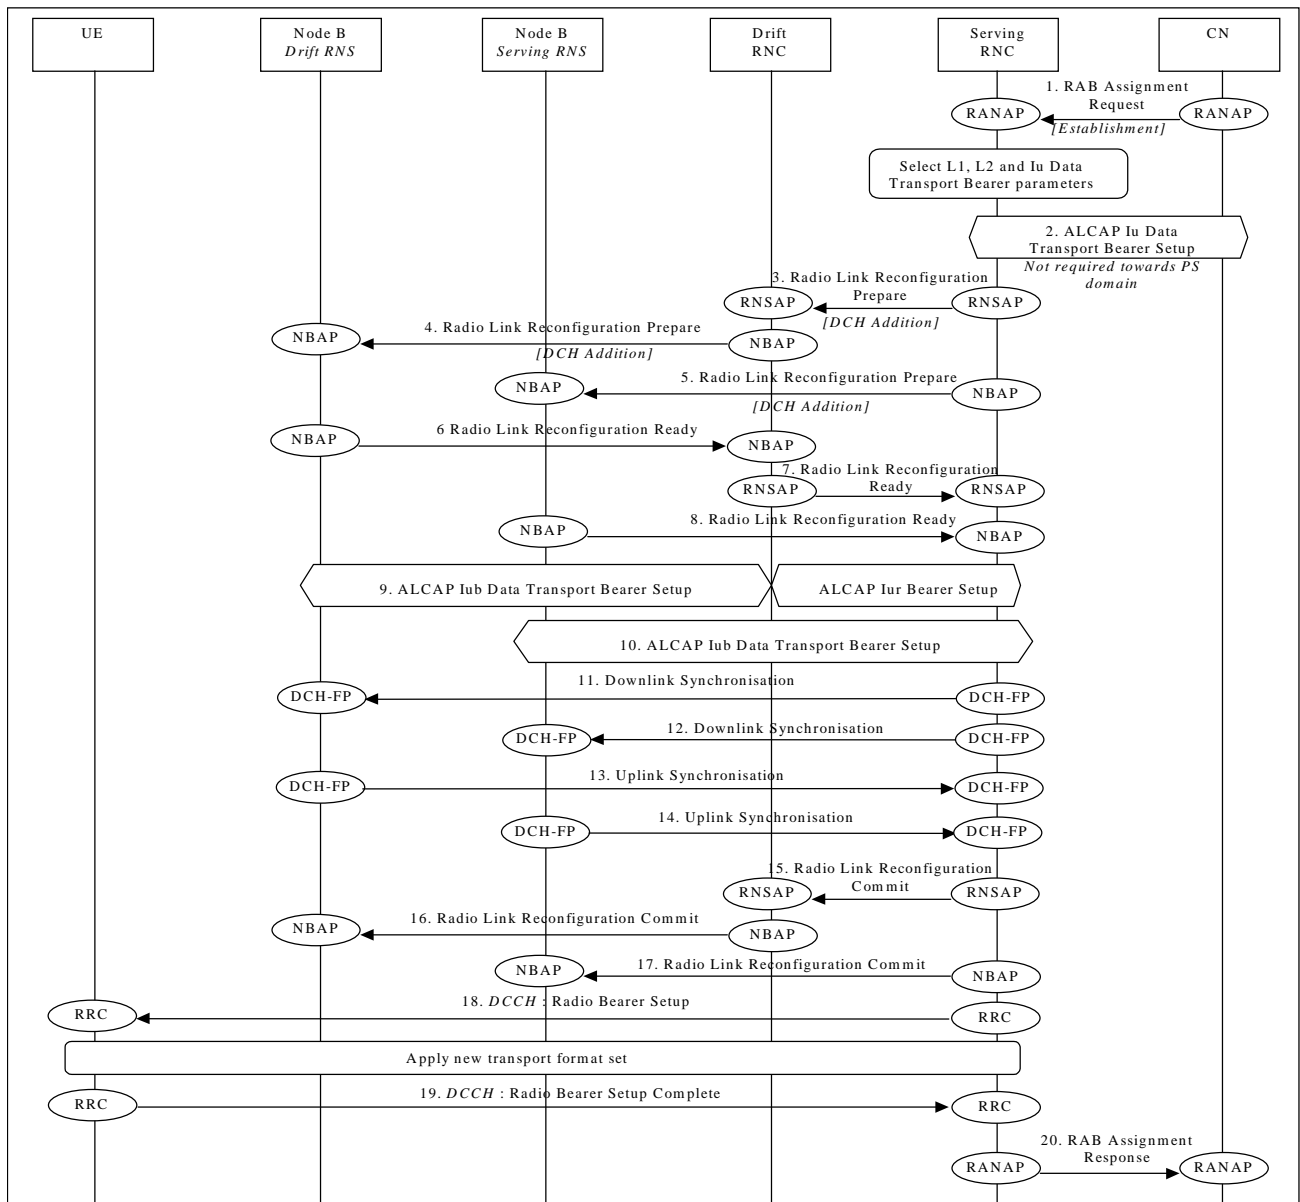 UE
Node B
Drift RNS
Node B
Serving RNS
Drift
RNC
Serving
RNC
CN
1. RAB Assignment
Request
RANAP
RANAP
[Establishment]
Select L1, L2 and Iu Data
Transport Bearer parameters
2. ALCAP Iu Data
Transport Bearer Setup
Not required towards PS
domain
3. Radio Link Reconfiguration
Prepare
RNSAP
RNSAP
[DCH Addition]
4. Radio Link Reconfiguration Prepare
NBAP
NBAP
[DCH Addition]
5. Radio Link Reconfiguration Prepare
NBAP
NBAP
[DCH Addition]
6 Radio Link Reconfiguration Ready
NBAP
NBAP
7. Radio Link Reconfiguration
Ready
RNSAP
RNSAP
8. Radio Link Reconfiguration Ready
NBAP
NBAP
9. ALCAP Iub Data Transport Bearer Setup
ALCAP Iur Bearer Setup
10. ALCAP Iub Data Transport Bearer Setup
11. Downlink Synchronisation
DCH-FP
DCH-FP
12. Downlink Synchronisation
DCH-FP
DCH-FP
13. Uplink Synchronisation
DCH-FP
DCH-FP
14. Uplink Synchronisation
DCH-FP
DCH-FP
15. Radio Link Reconfiguration
Commit
RNSAP
RNSAP
16. Radio Link Reconfiguration Commit
NBAP
NBAP
17. Radio Link Reconfiguration Commit
NBAP
NBAP
18. DCCH : Radio Bearer Setup
RRC
RRC
Apply new transport format set
19. DCCH : Radio Bearer Setup Complete
RRC
RRC
20. RAB Assignment
Response
RANAP
RANAP